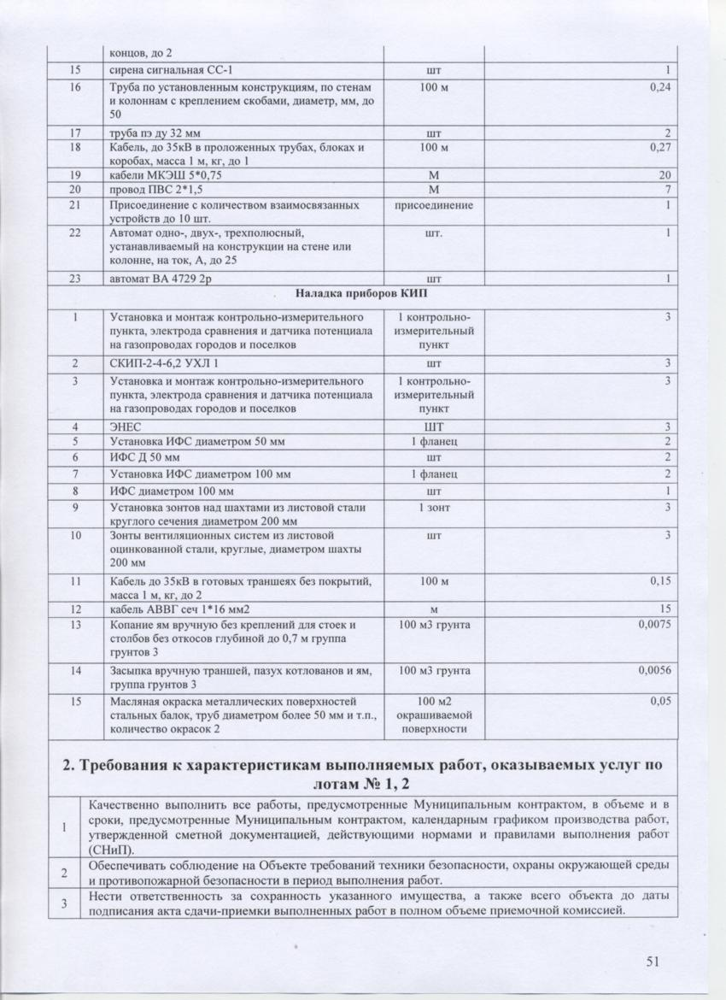 концов, до 2
15 сирена сигнальная СС-1 шт 1
16 Труба по установленным конструкциям, по стенам 100 м 0,24
и колоннам с креплением скобами, диаметр, мм, до
50
17 труба пэ ду 32 мм шт 2
18 Кабель, до 35кВ в проложенных трубах, блоках и 100 м 0,27
коробах, масса 1 м, кг, до 1
19 кабели МКЭШ 5*0,75 М 20
20 провод ПВС 2*1,5 М 7
21 Присоединение с количеством взаимосвязанных присоединение 1
устройств до 10 шт.
22 Автомат одно-, двух-, трехполюсный, шт. 1
устанавливаемый на конструкции на стене или
колонне, на ток, А, до 25
23 автомат ВА 4729 2р шт 1
Наладка приборов КИП
1 Установка и монтаж контрольно-измерительного 1 контрольно- 3
пункта, электрода сравнения и датчика потенциала измерительный
на газопроводах городов и поселков пункт
2 СКИП-2-4-6,2 УХЛ 1 шт 3
3 Установка и монтаж контрольно-измерительного 1 контрольно- 3
пункта, электрода сравнения и датчика потенциала измерительный
на газопроводах городов и поселков пункт
4 ЭНЕС ШТ 3
5 Установка ИФС диаметром 50 мм 1 фланец 2
6 ИФС Д 50 мм шт 2
7 Установка ИФС диаметром 100 мм 1 фланец 2
8 ИФС диаметром 100 мм шт 1
9 Установка зонтов над шахтами из листовой стали 1 зонт 3
круглого сечения диаметром 200 мм
10 Зонты вентиляционных систем из листовой шт 3
оцинкованной стали, круглые, диаметром шахты
200 мм
11 Кабель до 35кВ в готовых траншеях без покрытий, 100 м 0,15
масса 1 м, кг, до 2
12 кабель АВВГ сеч 1*16 мм2 м 15
13 Копание ям вручную без креплений для стоек и 100 м3 грунта 0,0075
столбов без откосов глубиной до 0,7 м группа
грунтов 3
14 Засыпка вручную траншей, пазух котлованов и ям, 100 м3 грунта 0,0056
группа грунтов 3
15 Масляная окраска металлических поверхностей 100 м2 0,05
стальных балок, труб диаметром более 50 мм и т.п., окрашиваемой
количество окрасок 2 поверхности
2. Требования к характеристикам выполняемых работ, оказываемых услуг по
лотам № 1, 2
1 Качественно выполнить все работы, предусмотренные Муниципальным контрактом, в объеме и в
сроки, предусмотренные Муниципальным контрактом, календарным графиком производства работ,
утвержденной сметной документацией, действующими нормами и правилами выполнения работ
(СНиП).
2 Обеспечивать соблюдение на Объекте требований техники безопасности, охраны окружающей среды
и противопожарной безопасности в период выполнения работ.
3 Нести ответственность за сохранность указанного имущества, а также всего объекта до даты
подписания акта сдачи-приемки выполненных работ в полном объеме приемочной комиссией.
51